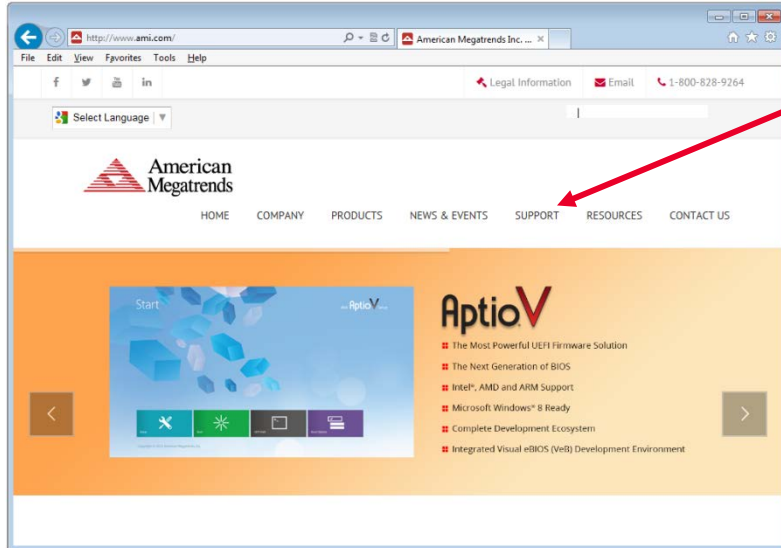 http://www.ami.com/
American Megatrends Inc. ... ×
File Edit View Favorites Tools Help
Legal Information Email 1-800-828-9264
Select Language
American
Megatrends
HOME COMPANY PRODUCTS NEWS & EVENTS SUPPORT RESOURCES CONTACT US
Start
AptioV
AptioV
The Most Powerful UEFI Firmware Solution
The Next Generation of BIOS
Intel®, AMD and ARM Support
Microsoft Windows® 8 Ready
Complete Development Ecosystem
Integrated Visual eBIOS (VeB) Development Environment